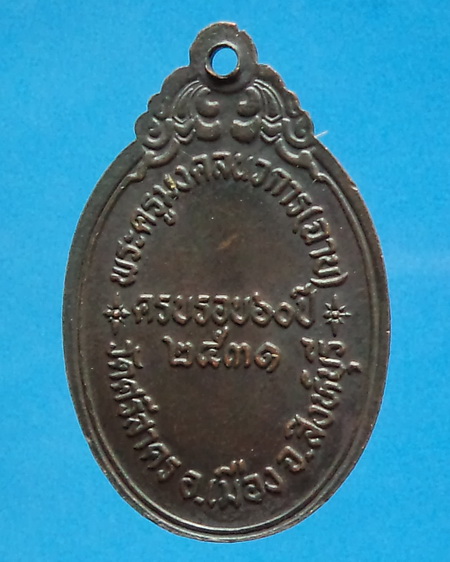 พระครูมงคลนวการ(ฉาบ)
ครบรอบ๖๐ปี
๒๕๓๑
วัดศรีสาคร อ.เมือง จ.สิงห์บุรี